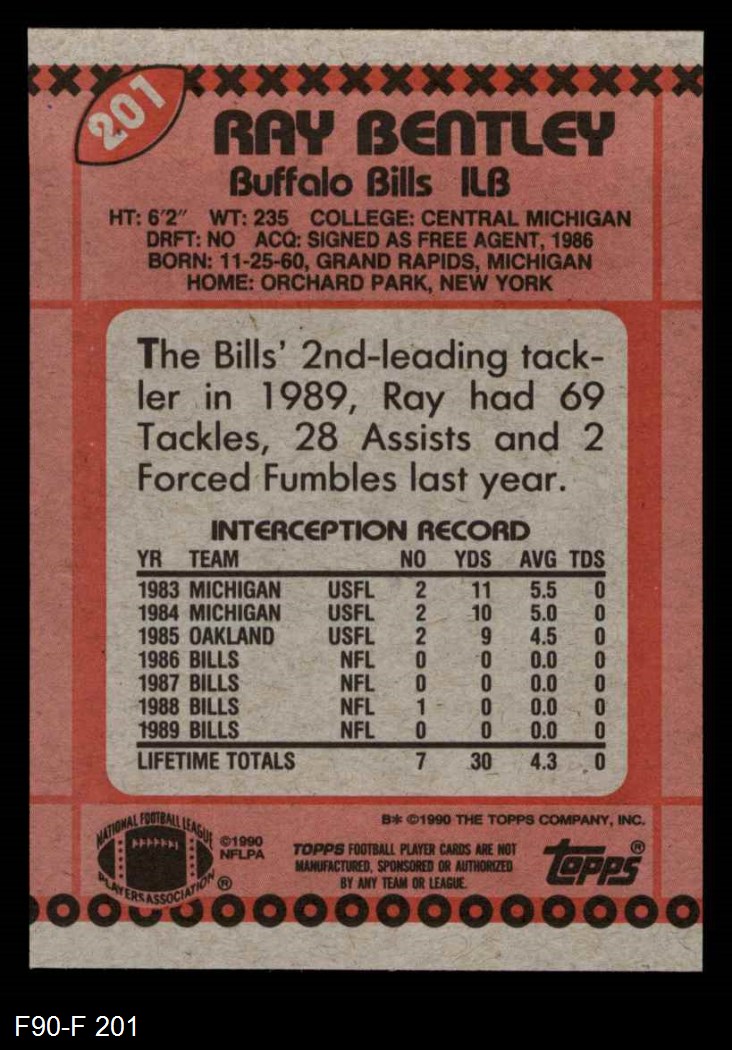 201
RAY BENTLEY
Buffalo Bills ILB
HT: 6'2" WT: 235 COLLEGE: CENTRAL MICHIGAN
DRFT: NO ACQ: SIGNED AS FREE AGENT, 1986
BORN: 11-25-60, GRAND RAPIDS, MICHIGAN
HOME: ORCHARD PARK, NEW YORK
The Bills' 2nd-leading tack-
ler in 1989, Ray had 69
Tackles, 28 Assists and 2
Forced Fumbles last year.
INTERCEPTION RECORD
YR TEAM NO YDS AVG TDS
1983 MICHIGAN USFL 2 11 5.5 0
1984 MICHIGAN USFL 2 10 5.0 0
1985 OAKLAND USFL 2 9 4.5 0
1986 BILLS NFL 0 0 0.0 0
1987 BILLS NFL 0 0 0.0 0
1988 BILLS NFL 1 0 0.0 0
1989 BILLS NFL 0 0 0.0 0
LIFETIME TOTALS 7 30 4.3 0
B* ©1990 THE TOPPS COMPANY, INC.
NATIONAL FOOTBALL LEAGUE
PLAYERS ASSOCIATION ®
©1990
NFLPA
TOPPS FOOTBALL PLAYER CARDS ARE NOT
MANUFACTURED, SPONSORED OR AUTHORIZED
BY ANY TEAM OR LEAGUE.
topps®
F90-F 201